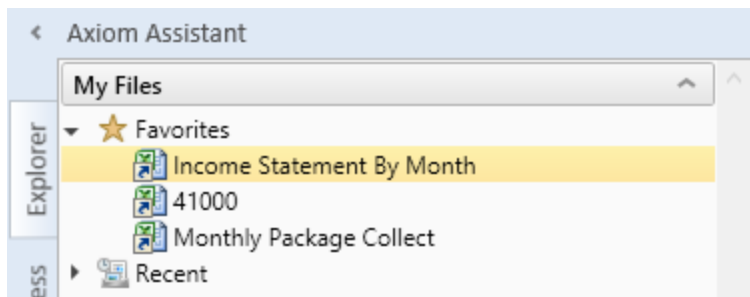 Axiom Assistant
My Files
Explorer
Favorites
Income Statement By Month
41000
Monthly Package Collect
Recent